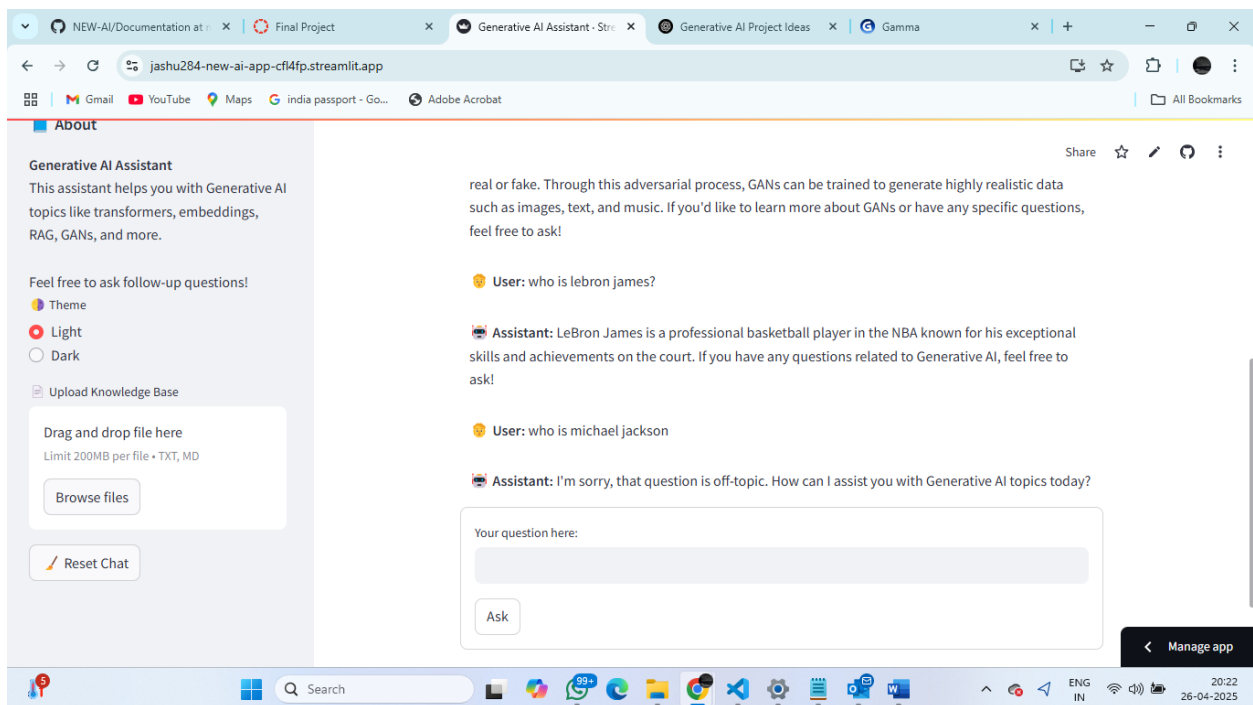 NEW-AI/Documentation at
Final Project
Generative AI Assistant · Stre
Generative AI Project Ideas
Gamma
jashu284-new-ai-app-cfl4fp.streamlit.app
Gmail
YouTube
Maps
india passport - Go...
Adobe Acrobat
All Bookmarks
About
Generative AI Assistant
This assistant helps you with Generative AI
topics like transformers, embeddings,
RAG, GANs, and more.
Feel free to ask follow-up questions!
Theme
Light
Dark
Upload Knowledge Base
Drag and drop file here
Limit 200MB per file • TXT, MD
Browse files
Reset Chat
Share
real or fake. Through this adversarial process, GANs can be trained to generate highly realistic data
such as images, text, and music. If you'd like to learn more about GANs or have any specific questions,
feel free to ask!
User: who is lebron james?
Assistant: LeBron James is a professional basketball player in the NBA known for his exceptional
skills and achievements on the court. If you have any questions related to Generative AI, feel free to
ask!
User: who is michael jackson
Assistant: I'm sorry, that question is off-topic. How can I assist you with Generative AI topics today?
Your question here:
Ask
Manage app
5
Search
99+
ENG
IN
20:22
26-04-2025